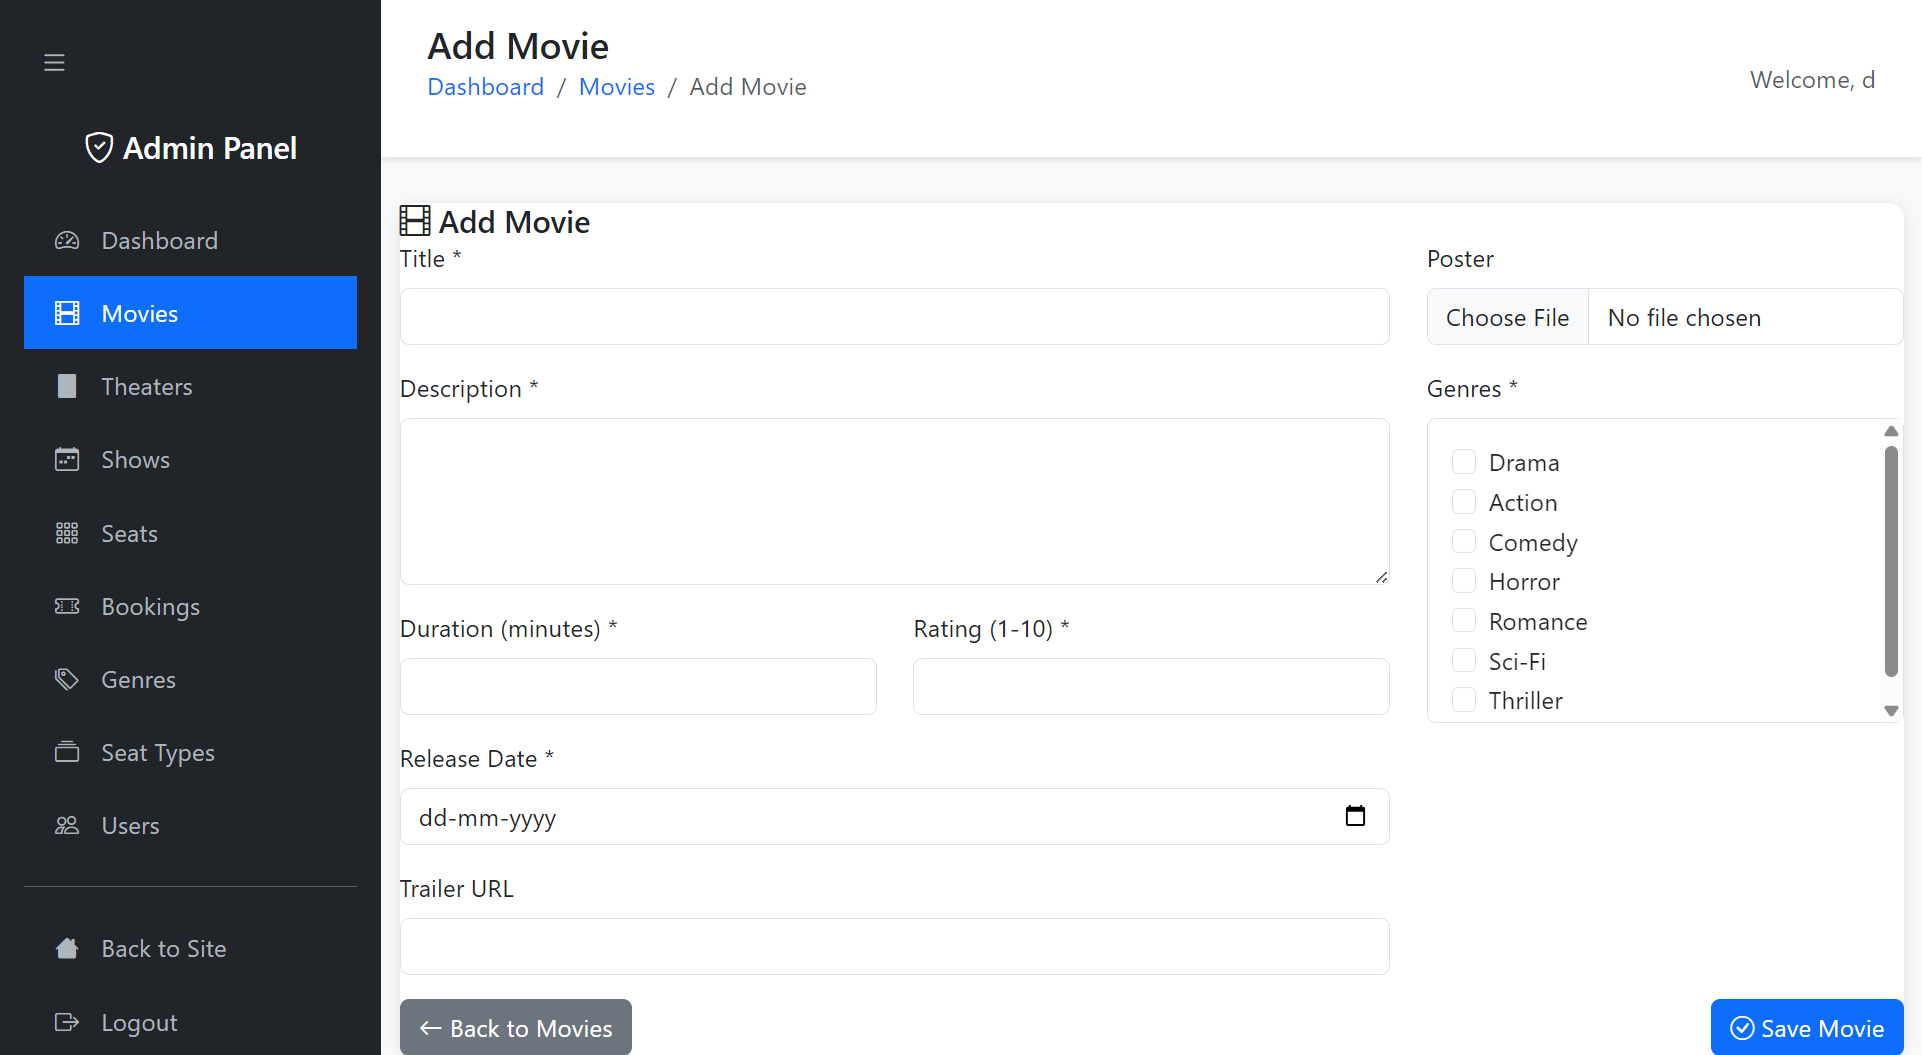 Admin Panel
Dashboard
Movies
Theaters
Shows
Seats
Bookings
Genres
Seat Types
Users
Back to Site
Logout
Add Movie
Dashboard / Movies / Add Movie
Welcome, d
Add Movie
Title *
Poster
Choose File No file chosen
Description *
Genres *
Drama
Action
Comedy
Horror
Romance
Sci-Fi
Thriller
Duration (minutes) *
Rating (1-10) *
Release Date *
dd-mm-yyyy
Trailer URL
Back to Movies
Save Movie